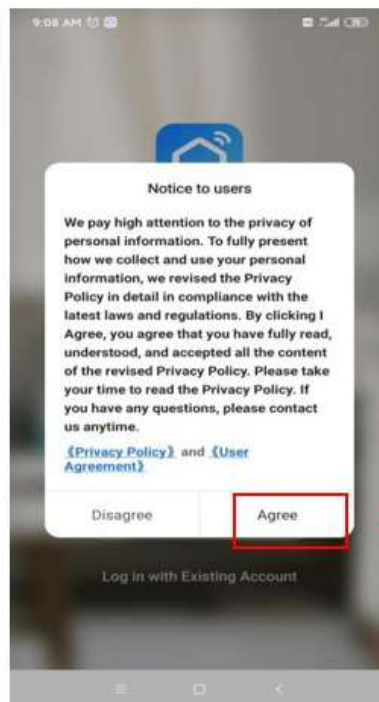 9:08 AM
Notice to users
We pay high attention to the privacy of
personal information. To fully present
how we collect and use your personal
information, we revised the Privacy
Policy in detail in compliance with the
latest laws and regulations. By clicking I
Agree, you agree that you have fully read,
understood, and accepted all the content
of the revised Privacy Policy. Please take
your time to read the Privacy Policy. If
you have any questions, please contact
us anytime.
《Privacy Policy》 and 《User
Agreement》
Disagree Agree
Log in with Existing Account